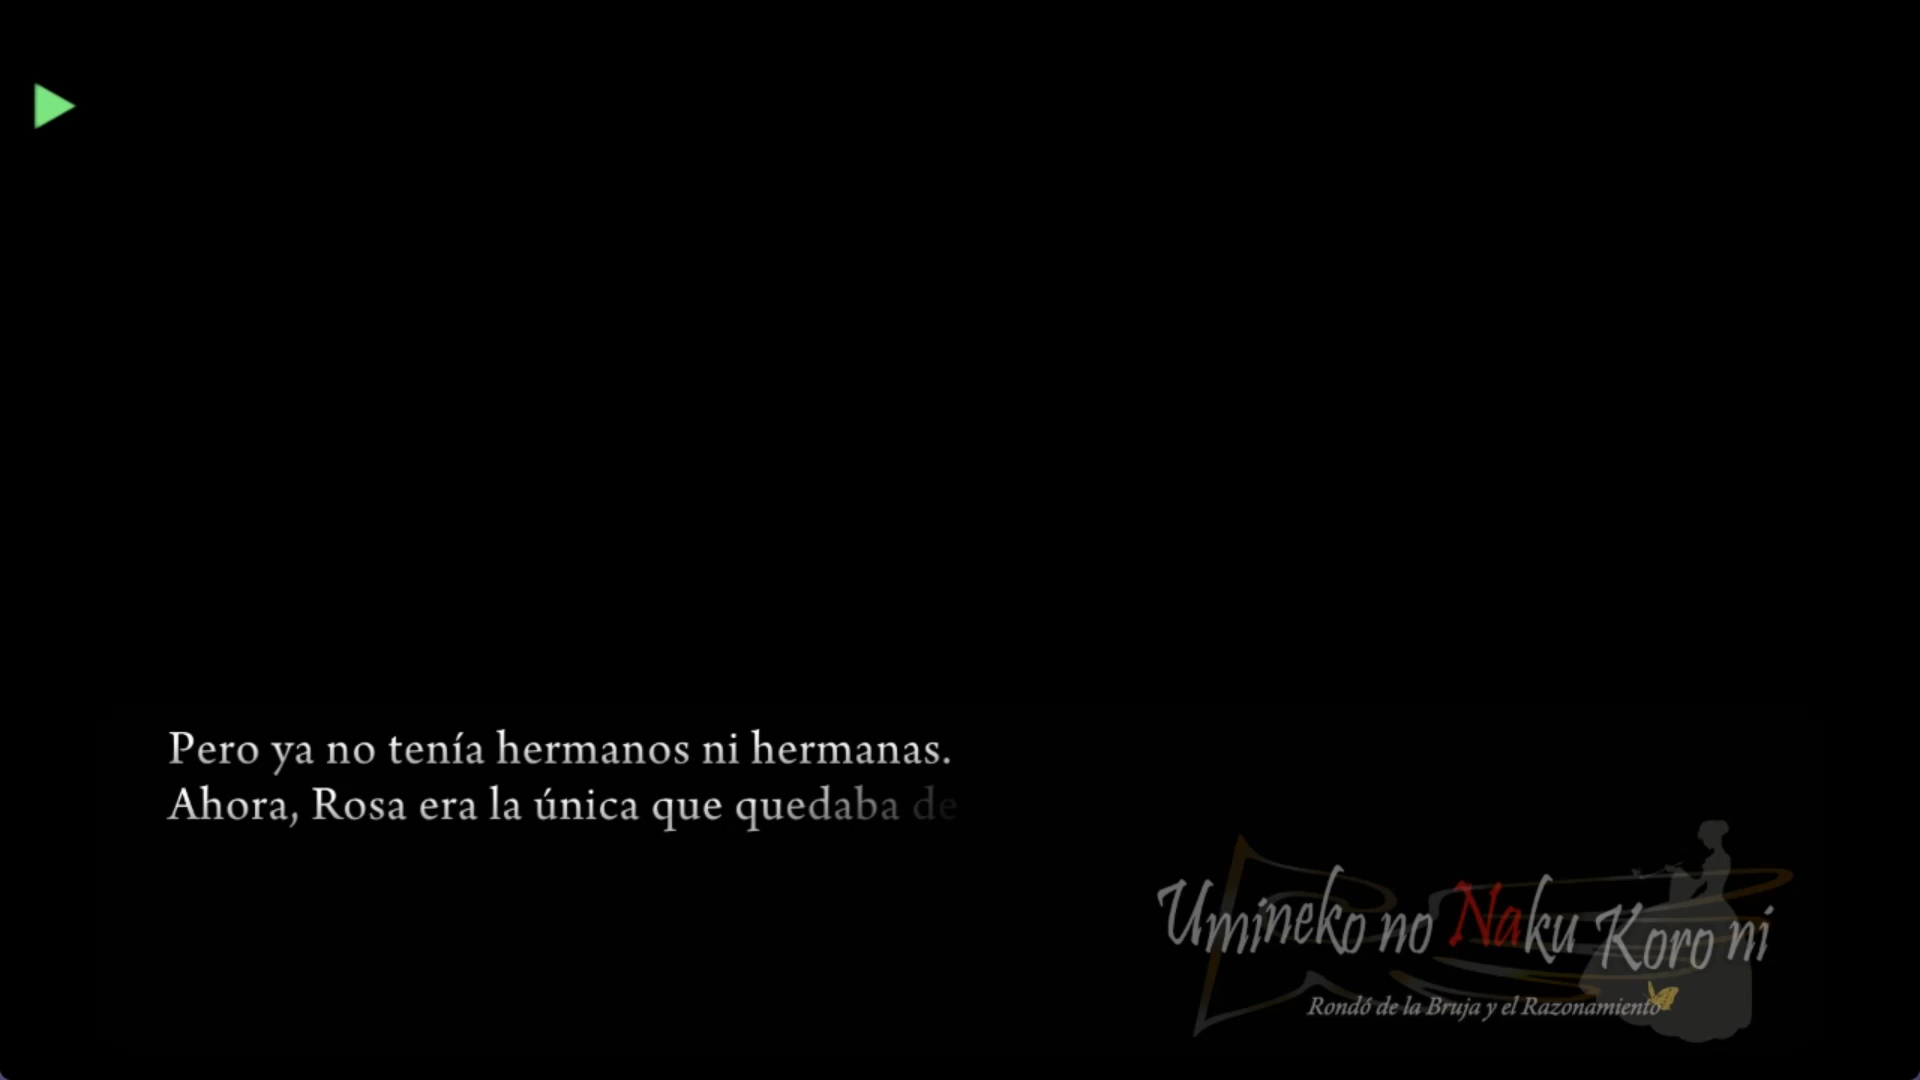 Pero ya no tenía hermanos ni hermanas.
Ahora, Rosa era la única que quedaba de
Umineko no Naku Koro ni
Rondó de la Bruja y el Razonamiento